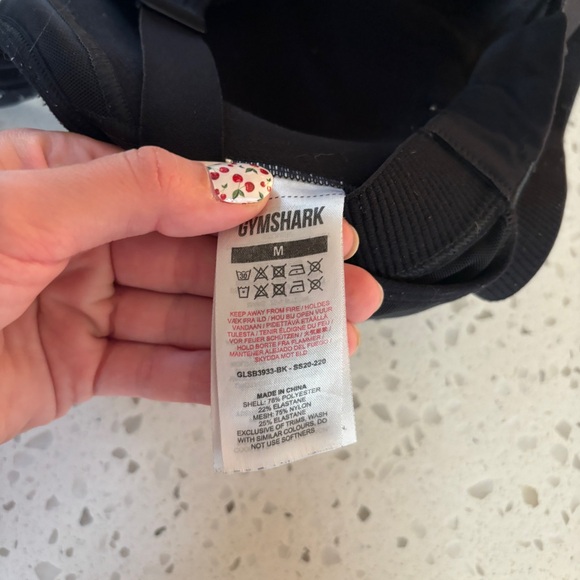 GYMSHARK
M
KEEP AWAY FROM FIRE / HOLDES
VÆK FRA ILD / HOU BIJ OPEN VUUR
VANDAAN / PIDETTÄVÄ ETÄÄLLÄ
TULESTA / TENIR ÉLOIGNÉ DU FEU /
VOR FEUER SCHÜTZEN /
HOLD BORTE FRA FLAMMER /
MANTENER ALEJADO DEL FUEGO /
SKYDDA MOT ELD
GLSB3933-BK - SS20-220
MADE IN CHINA
SHELL: 78% POLYESTER
22% ELASTANE
MESH: 75% NYLON
25% ELASTANE
EXCLUSIVE OF TRIMS, WASH
WITH SIMILAR COLOURS, DO
NOT USE SOFTNERS.